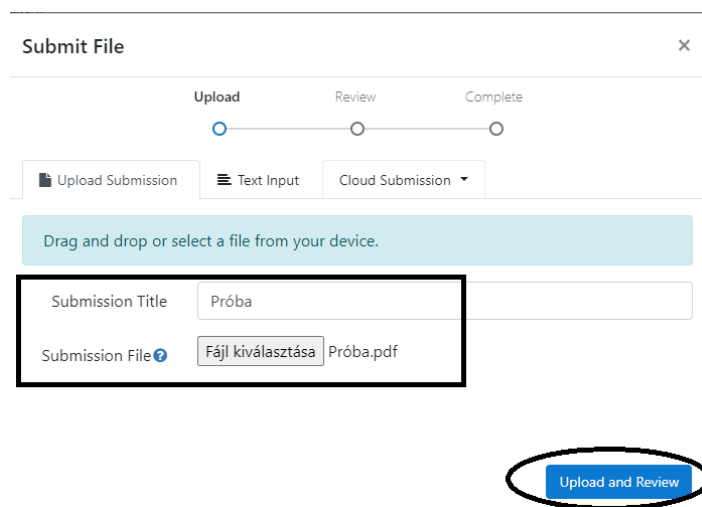 Submit File
×
Upload Review Complete
Upload Submission Text Input Cloud Submission
Drag and drop or select a file from your device.
Submission Title Próba
Submission File Fájl kiválasztása Próba.pdf
Upload and Review